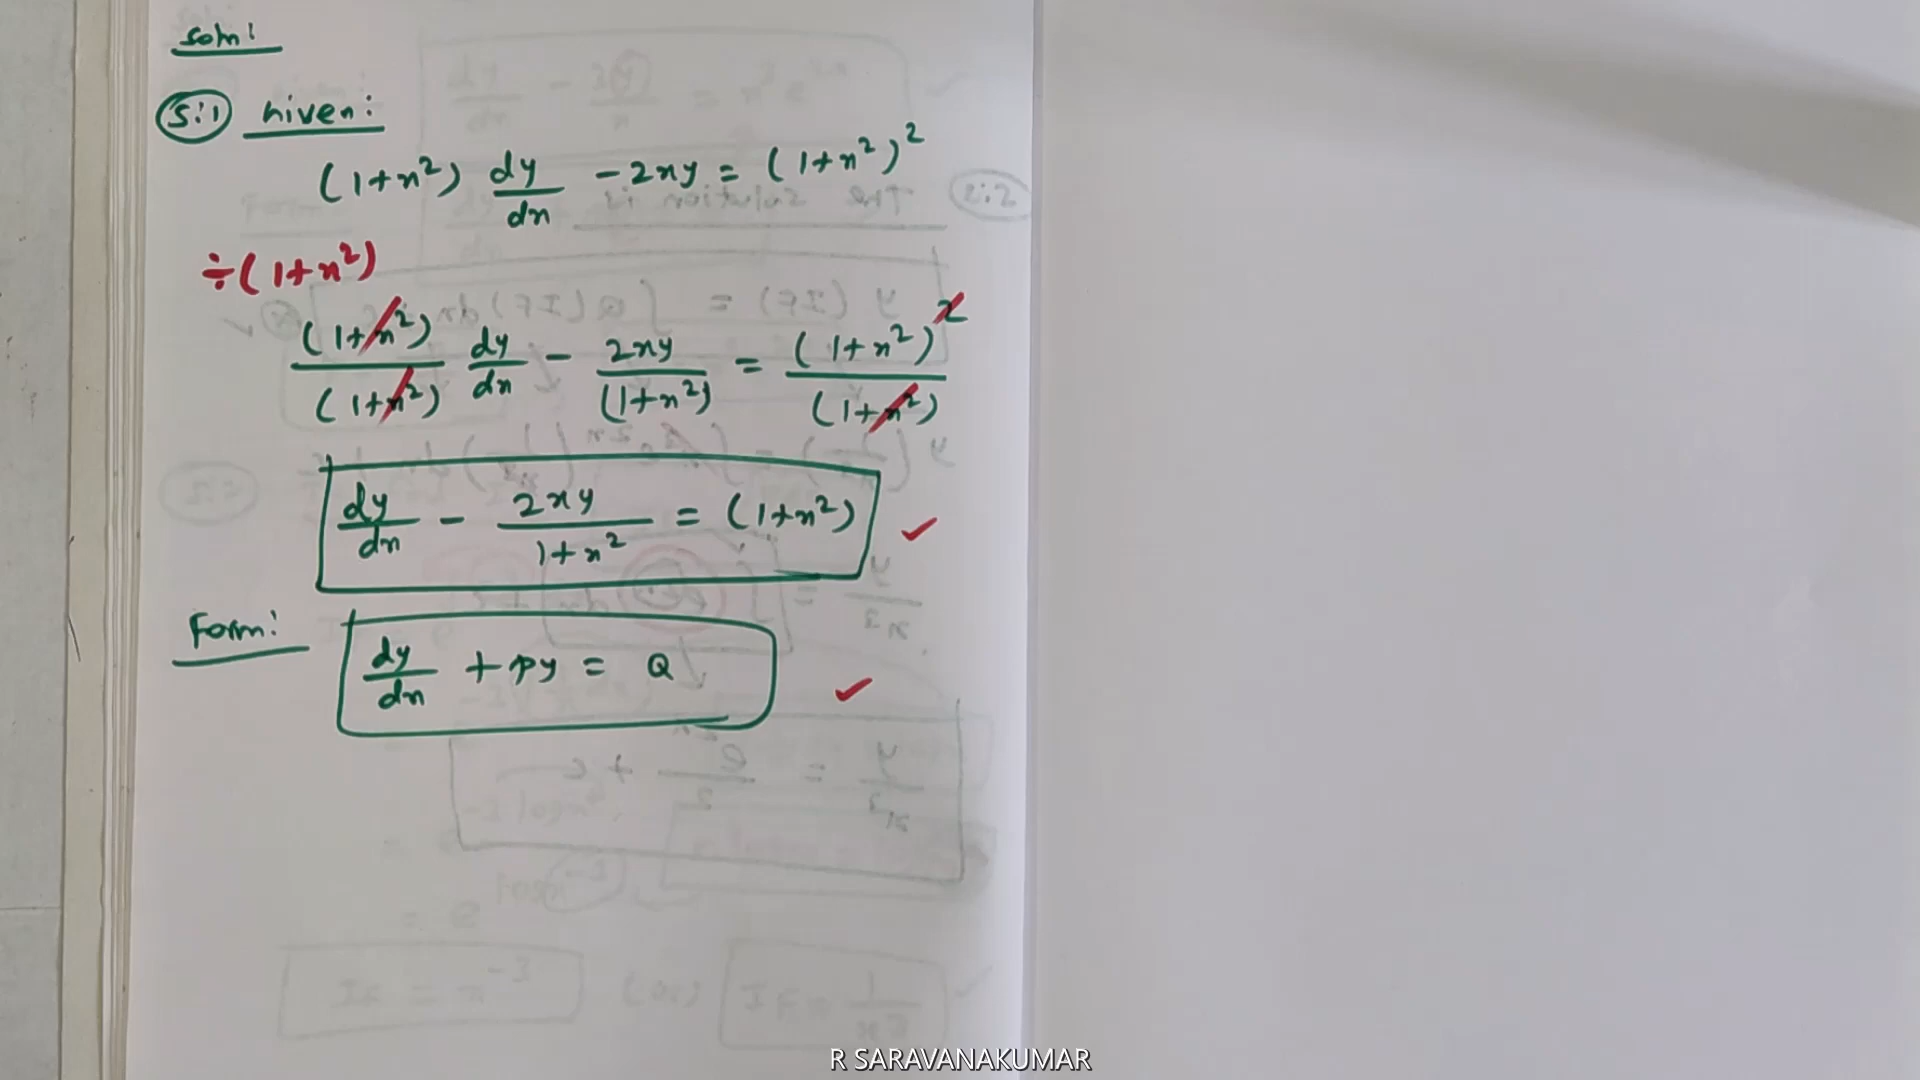 soln:
S:1 Given:
(1+x²) dy/dx - 2xy = (1+x²)²
÷(1+x²)
(1+x²)/(1+x²) dy/dx - 2xy/(1+x²) = (1+x²)²/(1+x²)
dy/dx - 2xy/1+x² = (1+x²) ✓
Form: dy/dx + py = Q ✓
R SARAVANAKUMAR